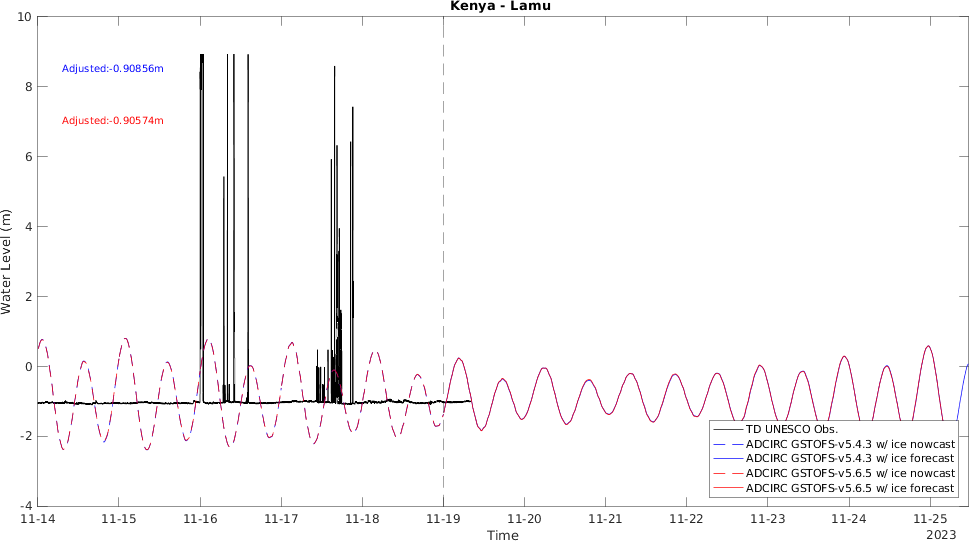 Kenya - Lamu
10
8
6
4
2
0
-2
-4
Water Level (m)
Adjusted:-0.90856m
Adjusted:-0.90574m
TD UNESCO Obs.
ADCIRC GSTOFS-v5.4.3 w/ ice nowcast
ADCIRC GSTOFS-v5.4.3 w/ ice forecast
ADCIRC GSTOFS-v5.6.5 w/ ice nowcast
ADCIRC GSTOFS-v5.6.5 w/ ice forecast
11-14 11-15 11-16 11-17 11-18 11-19 11-20 11-21 11-22 11-23 11-24 11-25
Time
2023